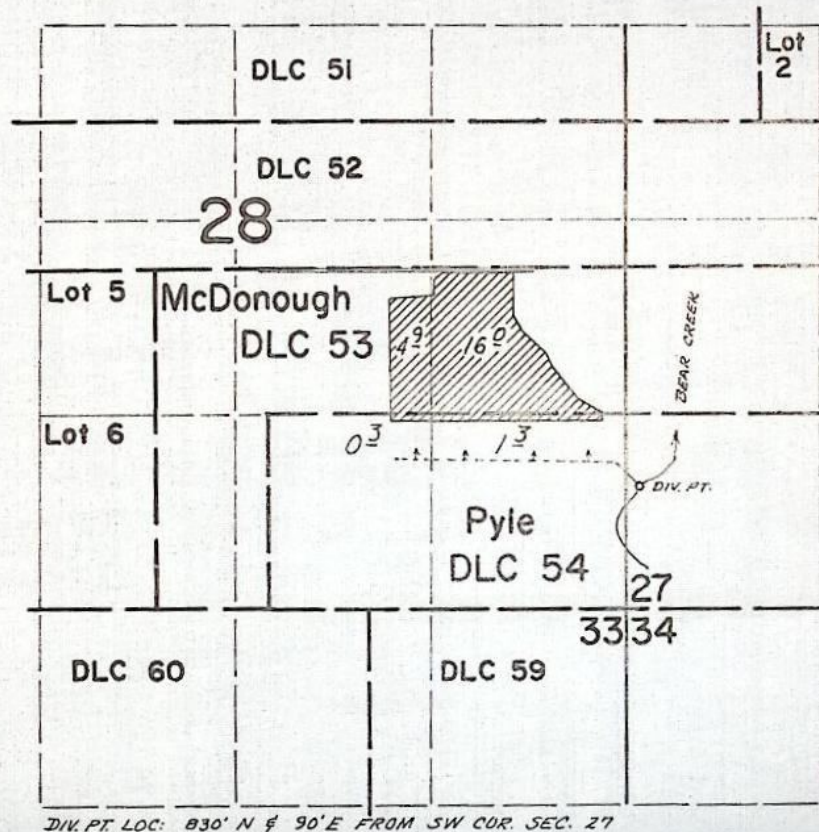 DLC 51
Lot
2
DLC 52
28
Lot 5
McDonough
DLC 53
4 9
16 0
BEAR CREEK
Lot 6
0 3
1 3
DIV. PT.
Pyle
DLC 54
27
33 34
DLC 60
DLC 59
DIV. PT. LOC: 830' N & 90' E FROM SW COR. SEC. 27